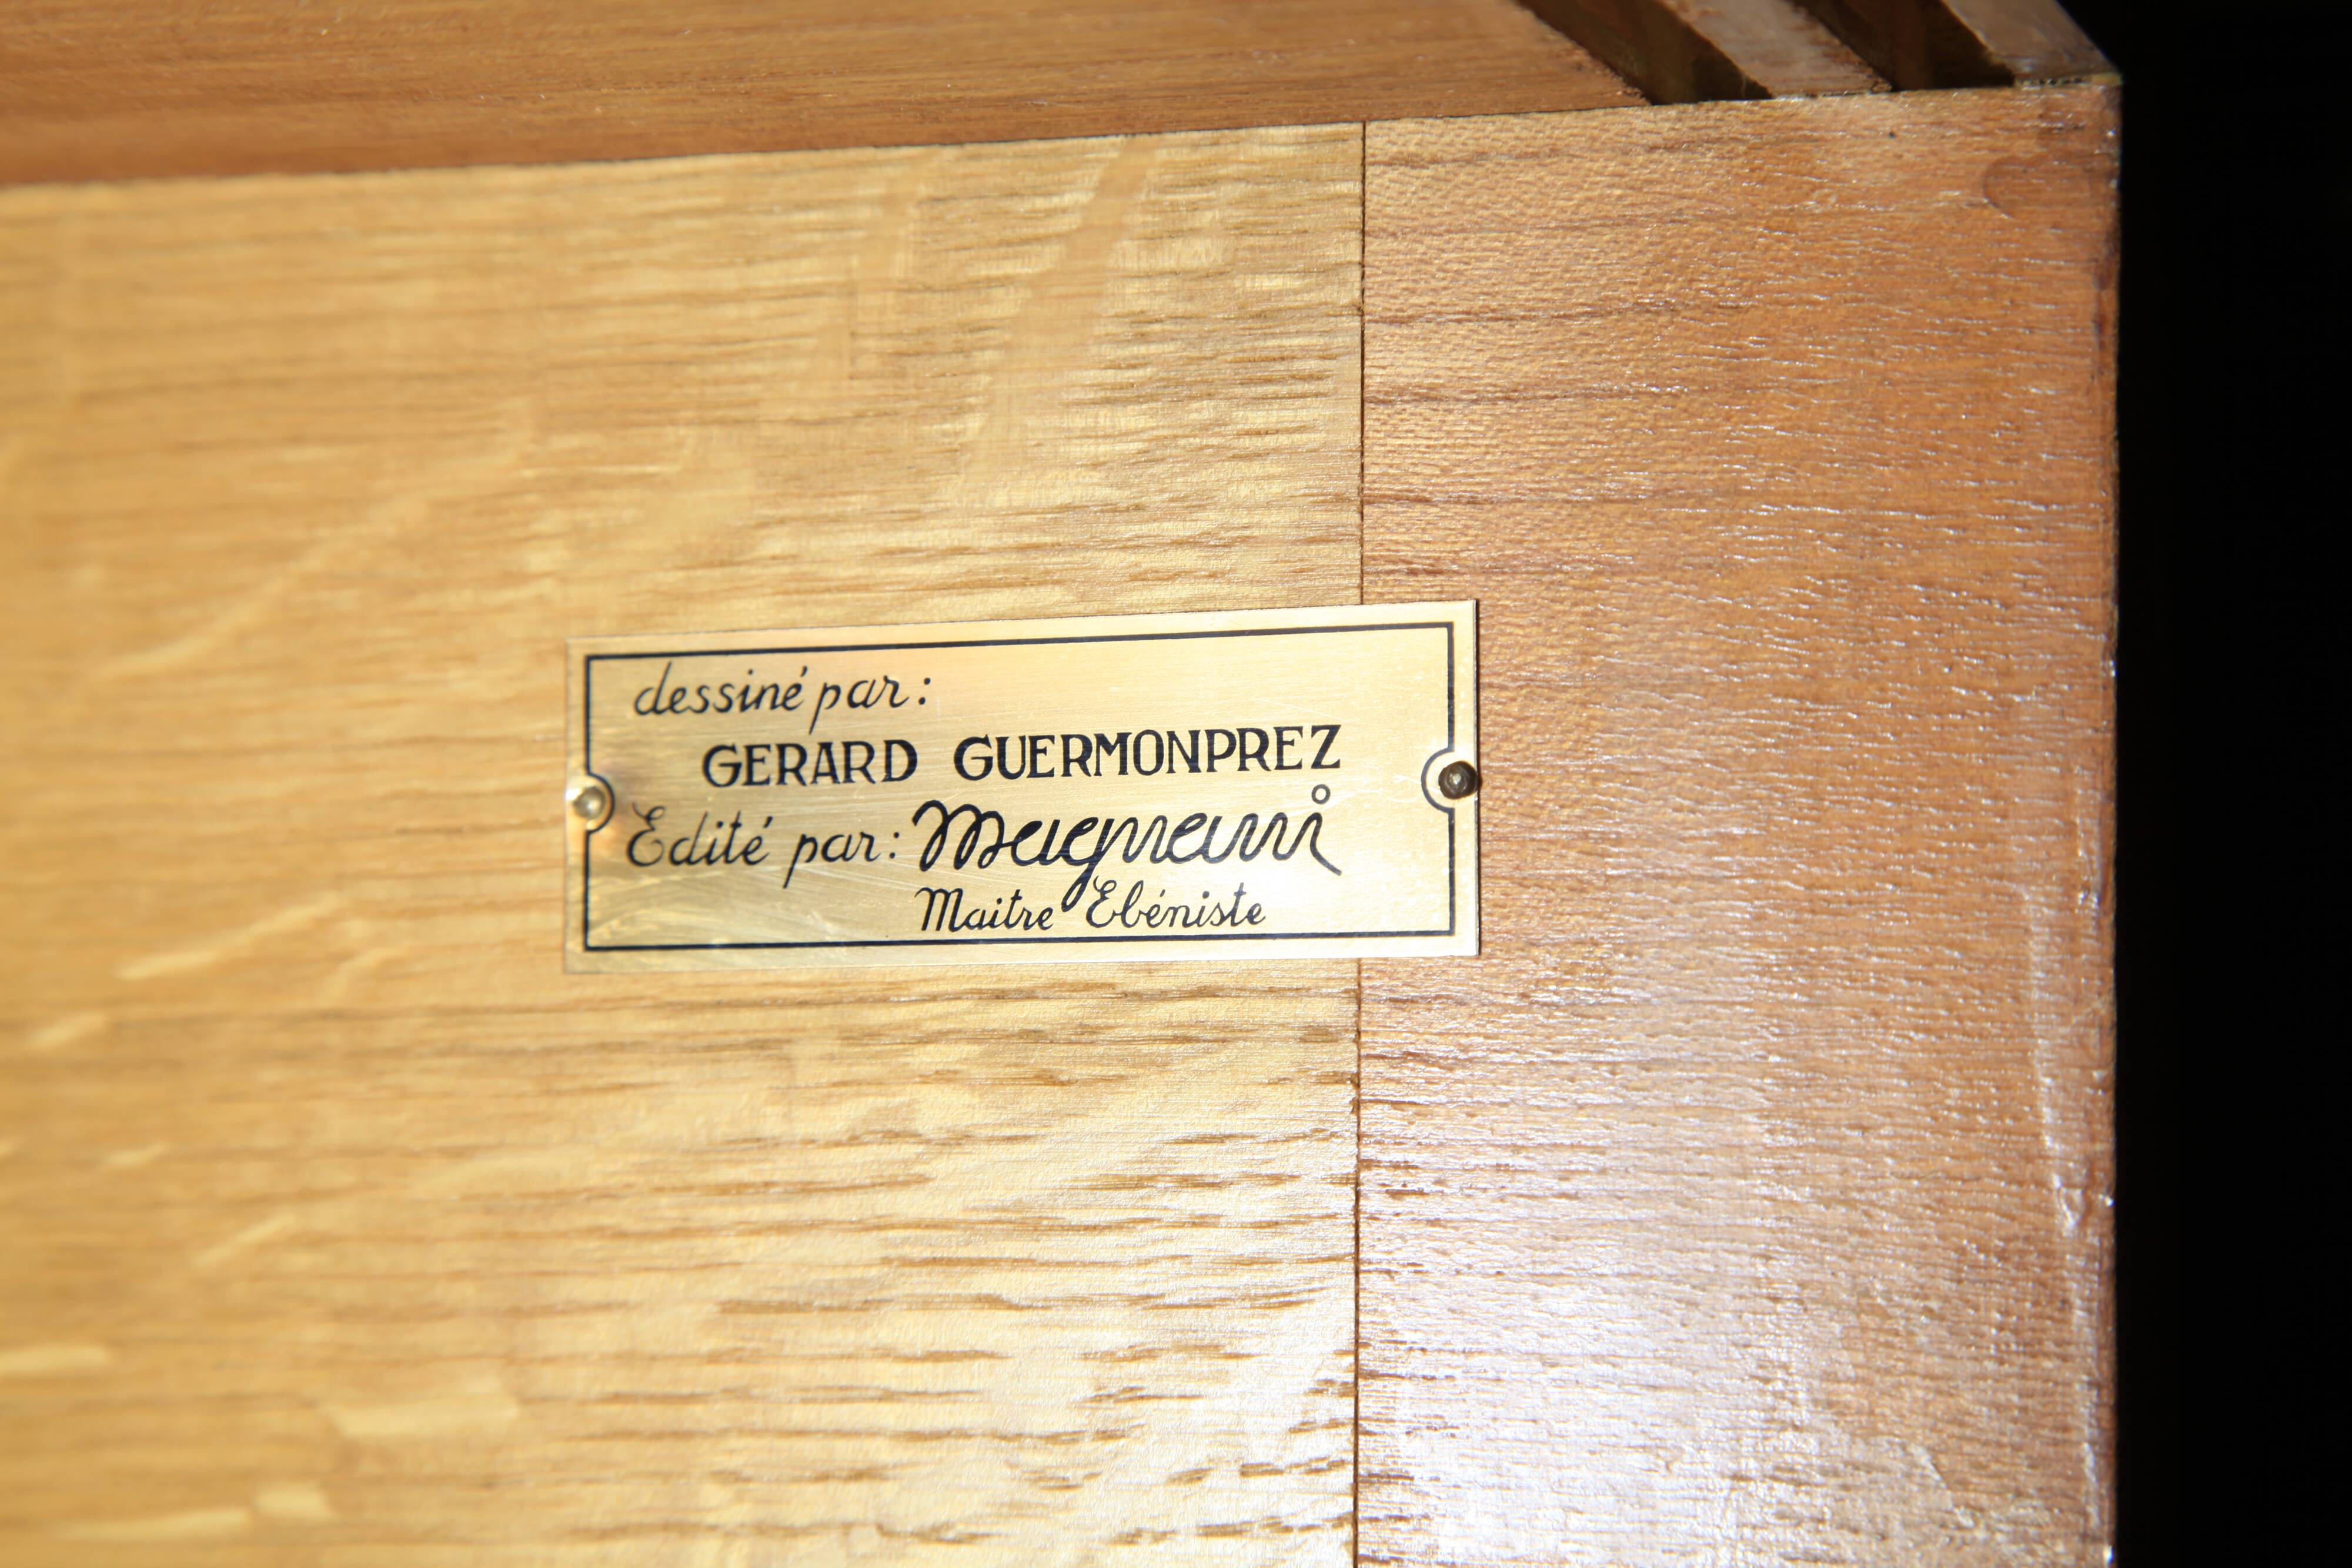 dessiné par:
GERARD GUERMONPREZ
Edité par: Magnani
Maitre Ebéniste